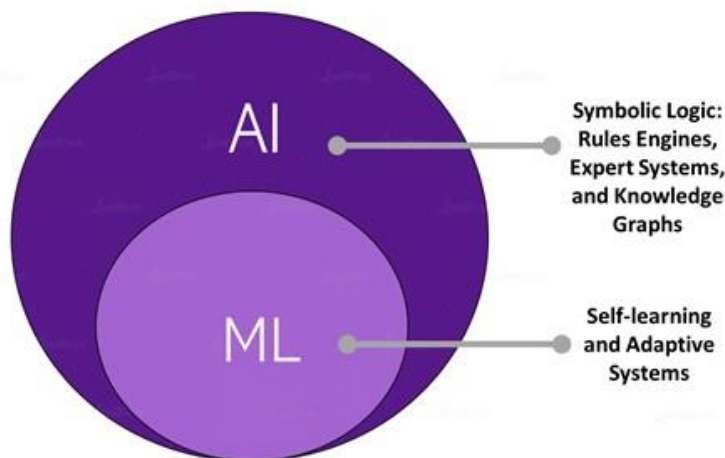 AI
Symbolic Logic:
Rules Engines,
Expert Systems,
and Knowledge
Graphs
ML
Self-learning
and Adaptive
Systems